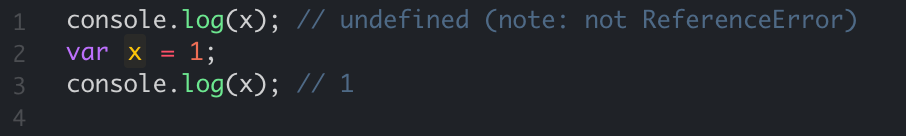 1 console.log(x); // undefined (note: not ReferenceError)
2 var x = 1;
3 console.log(x); // 1
4